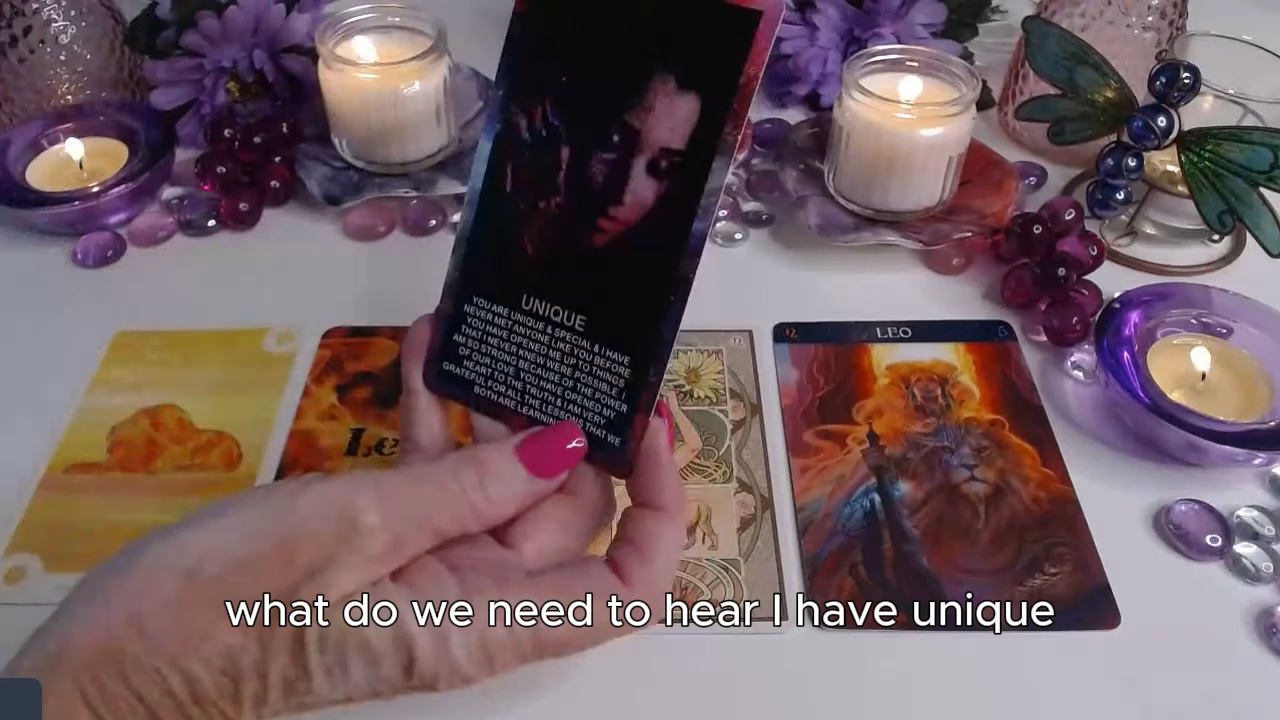 UNIQUE
YOU ARE UNIQUE & SPECIAL & I HAVE
NEVER MET ANYONE LIKE YOU BEFORE
YOU HAVE OPENED ME UP TO THINGS
THAT I NEVER KNEW WERE POSSIBLE. I
AM SO STRONG BECAUSE OF THE POWER
OF OUR LOVE. YOU HAVE OPENED MY
HEART TO THE TRUTH & I AM VERY
GRATEFUL FOR ALL THE LESSONS THAT WE
BOTH ARE LEARNING
Le
LEO
5
what do we need to hear I have unique